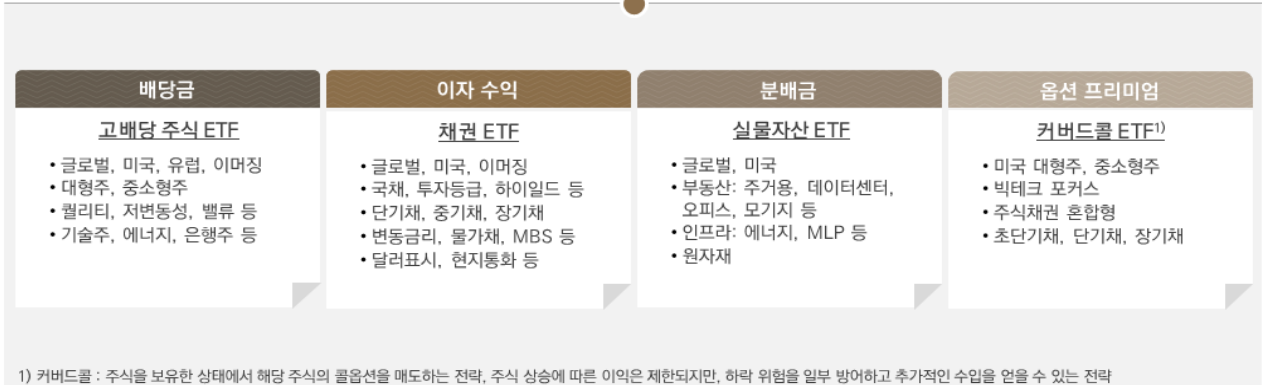 배당금
고배당 주식 ETF
• 글로벌, 미국, 유럽, 이머징
• 대형주, 중소형주
• 퀄리티, 저변동성, 밸류 등
• 기술주, 에너지, 은행주 등
이자 수익
채권 ETF
• 글로벌, 미국, 이머징
• 국채, 투자등급, 하이일드 등
• 단기채, 중기채, 장기채
• 변동금리, 물가채, MBS 등
• 달러표시, 현지통화 등
분배금
실물자산 ETF
• 글로벌, 미국
• 부동산: 주거용, 데이터센터,
오피스, 모기지 등
• 인프라: 에너지, MLP 등
• 원자재
옵션 프리미엄
커버드콜 ETF1)
• 미국 대형주, 중소형주
• 빅테크 포커스
• 주식채권 혼합형
• 초단기채, 단기채, 장기채
1) 커버드콜 : 주식을 보유한 상태에서 해당 주식의 콜옵션을 매도하는 전략, 주식 상승에 따른 이익은 제한되지만, 하락 위험을 일부 방어하고 추가적인 수입을 얻을 수 있는 전략